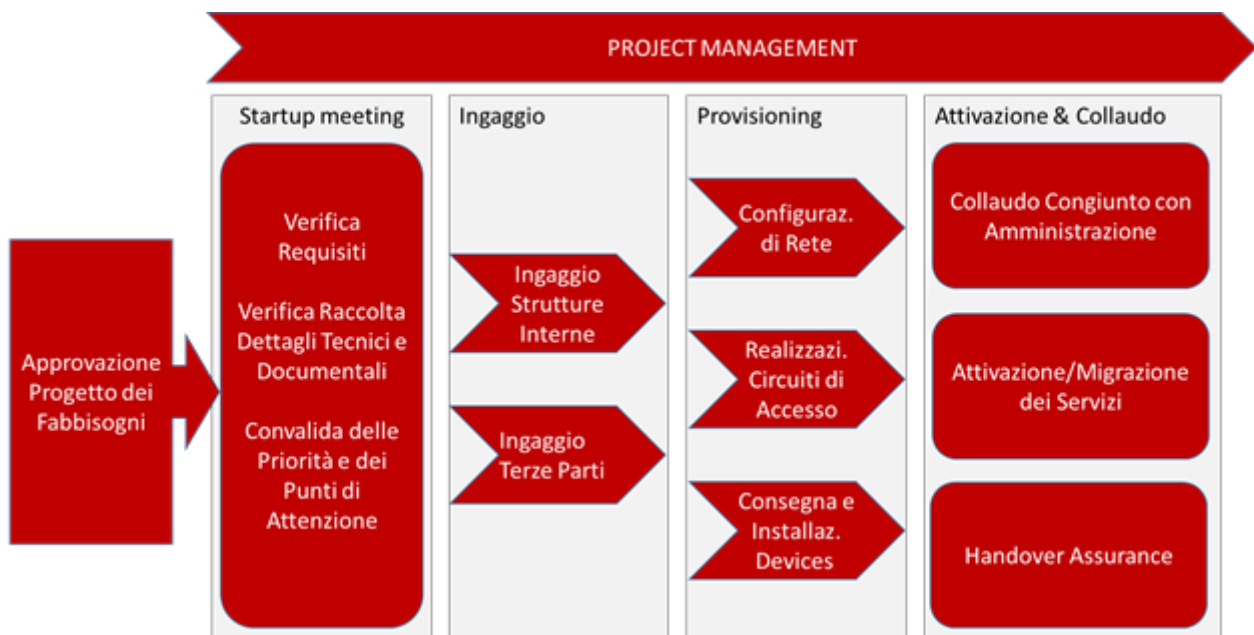 PROJECT MANAGEMENT
Approvazione
Progetto dei
Fabbisogni
Startup meeting
Verifica
Requisiti
Verifica Raccolta
Dettagli Tecnici e
Documentali
Convalida delle
Priorità e dei
Punti di
Attenzione
Ingaggio
Ingaggio
Strutture
Interne
Ingaggio
Terze Parti
Provisioning
Configuraz.
di Rete
Realizzazi.
Circuiti di
Accesso
Consegna e
Installaz.
Devices
Attivazione & Collaudo
Collaudo Congiunto con
Amministrazione
Attivazione/Migrazione
dei Servizi
Handover Assurance